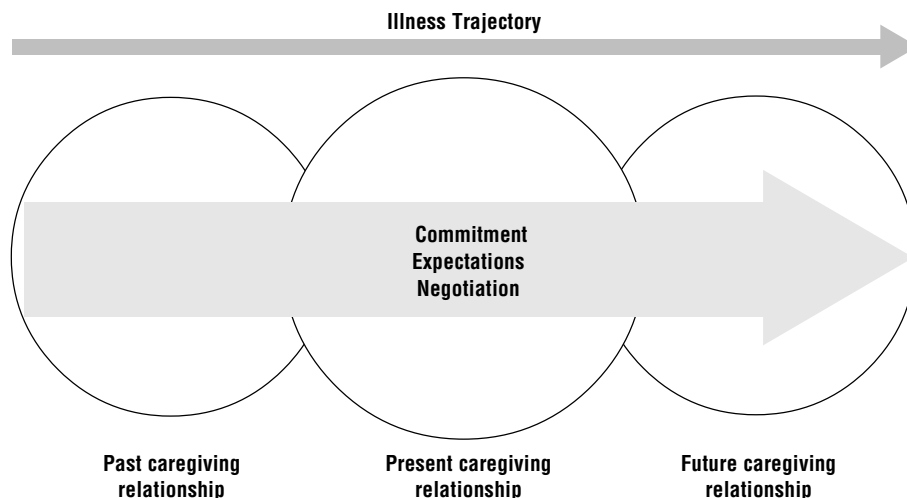 Illness Trajectory
Commitment
Expectations
Negotiation
Past caregiving
relationship
Present caregiving
relationship
Future caregiving
relationship